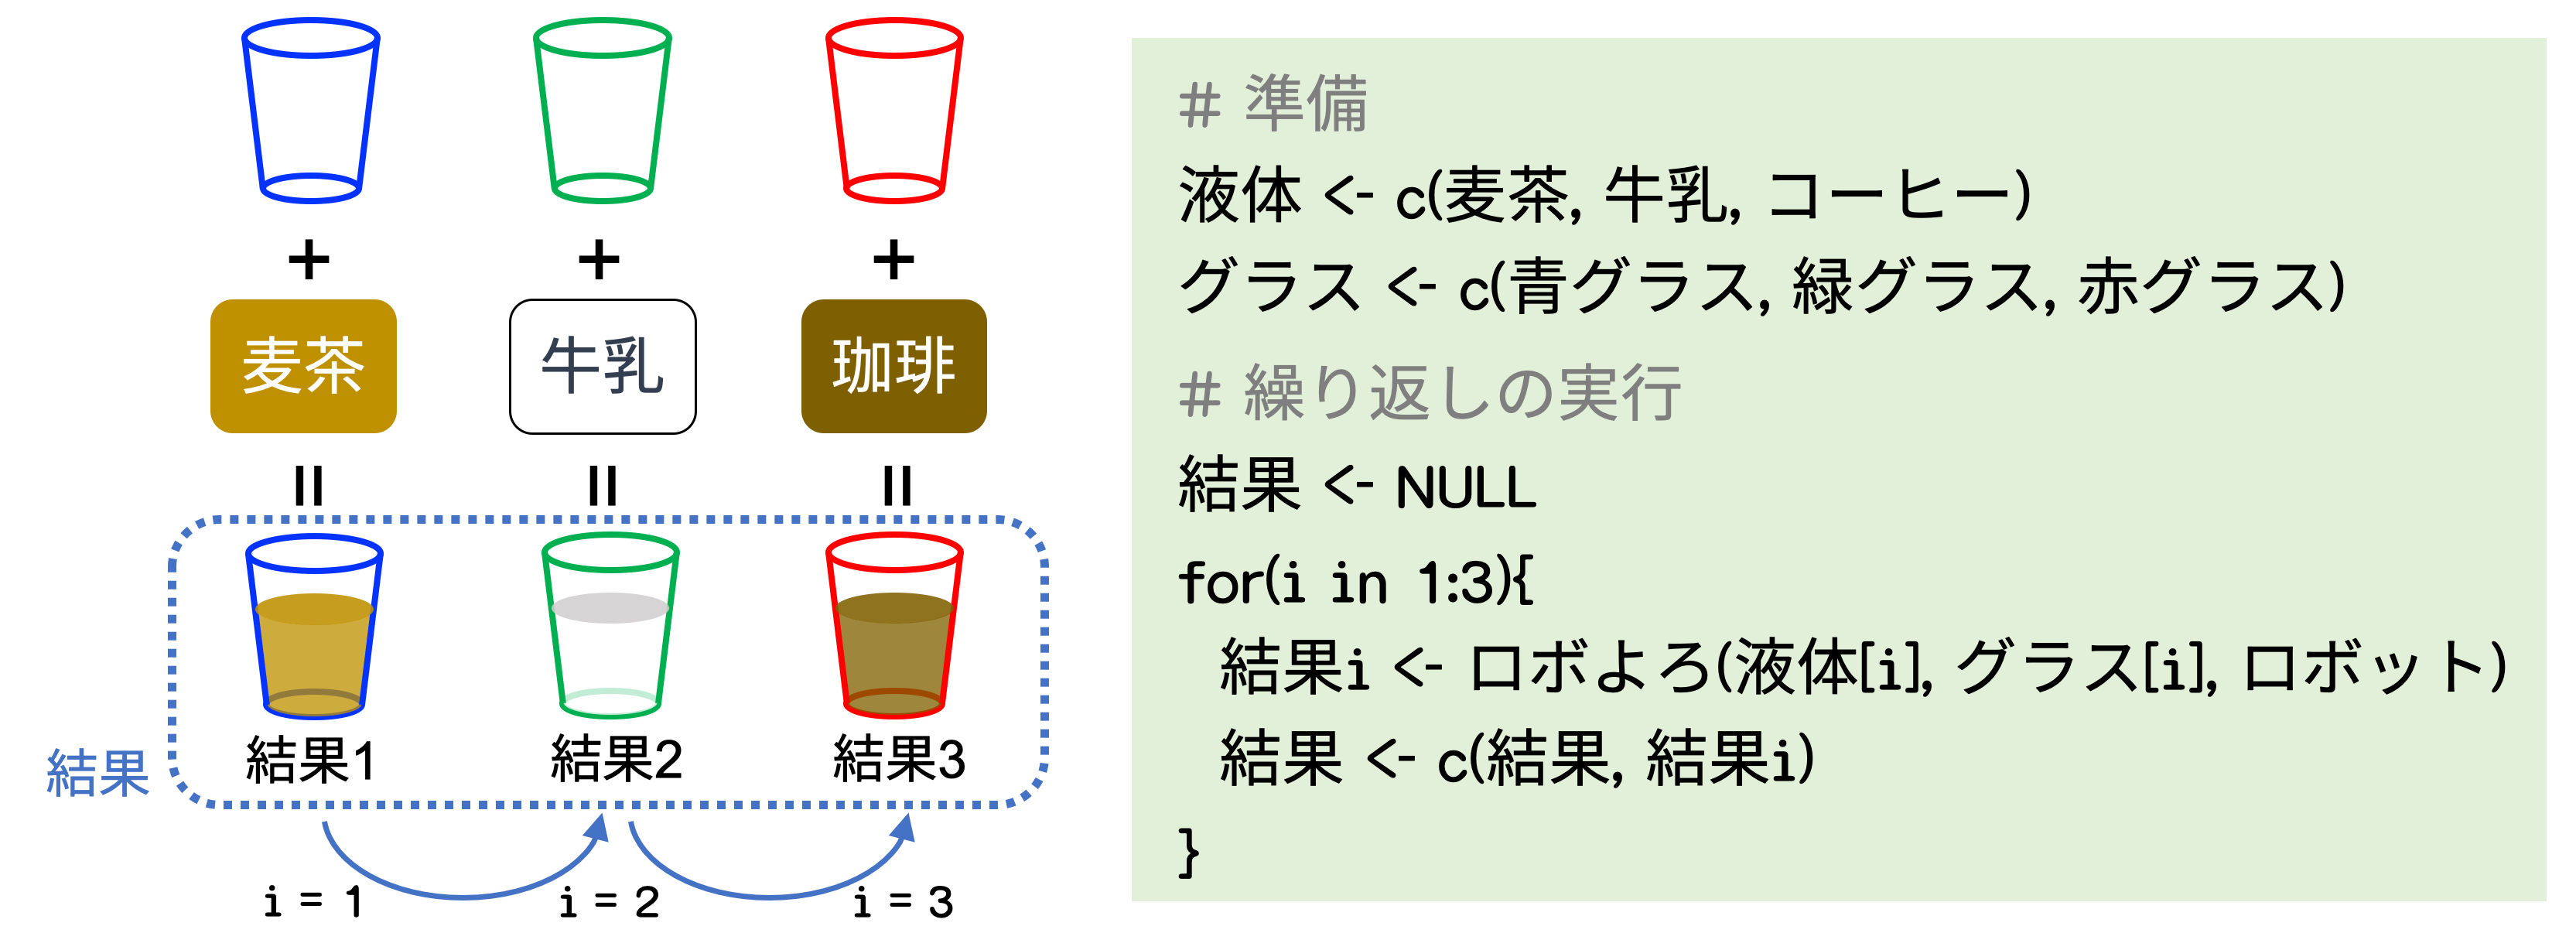 + + +
麦茶 牛乳 珈琲
= = =
結果
結果1 結果2 結果3
i = 1 i = 2 i = 3
# 準備
液体 <- c(麦茶, 牛乳, コーヒー)
グラス <- c(青グラス, 緑グラス, 赤グラス)
# 繰り返しの実行
結果 <- NULL
for(i in 1:3){
結果i <- ロボよろ(液体[i], グラス[i], ロボット)
結果 <- c(結果, 結果i)
}